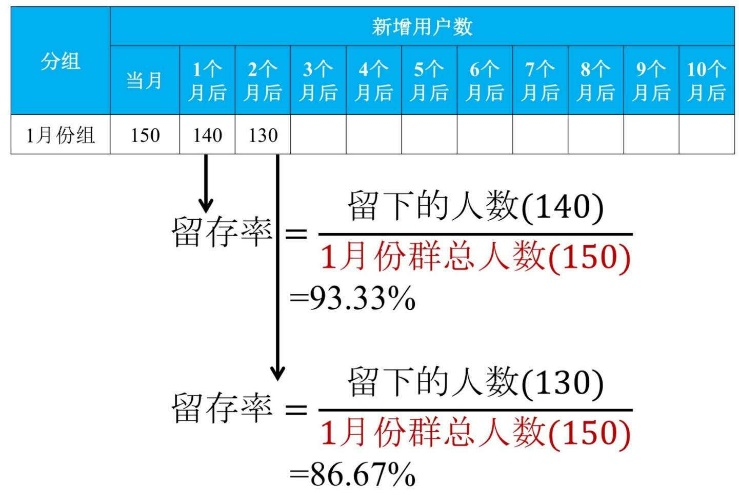 分组
新增用户数
当月
1个
月后
2个
月后
3个
月后
4个
月后
5个
月后
6个
月后
7个
月后
8个
月后
9个
月后
10个
月后
1月份组 150 140 130
留存率=留下的人数(140)
1月份群总人数(150)
=93.33%
留存率=留下的人数(130)
1月份群总人数(150)
=86.67%